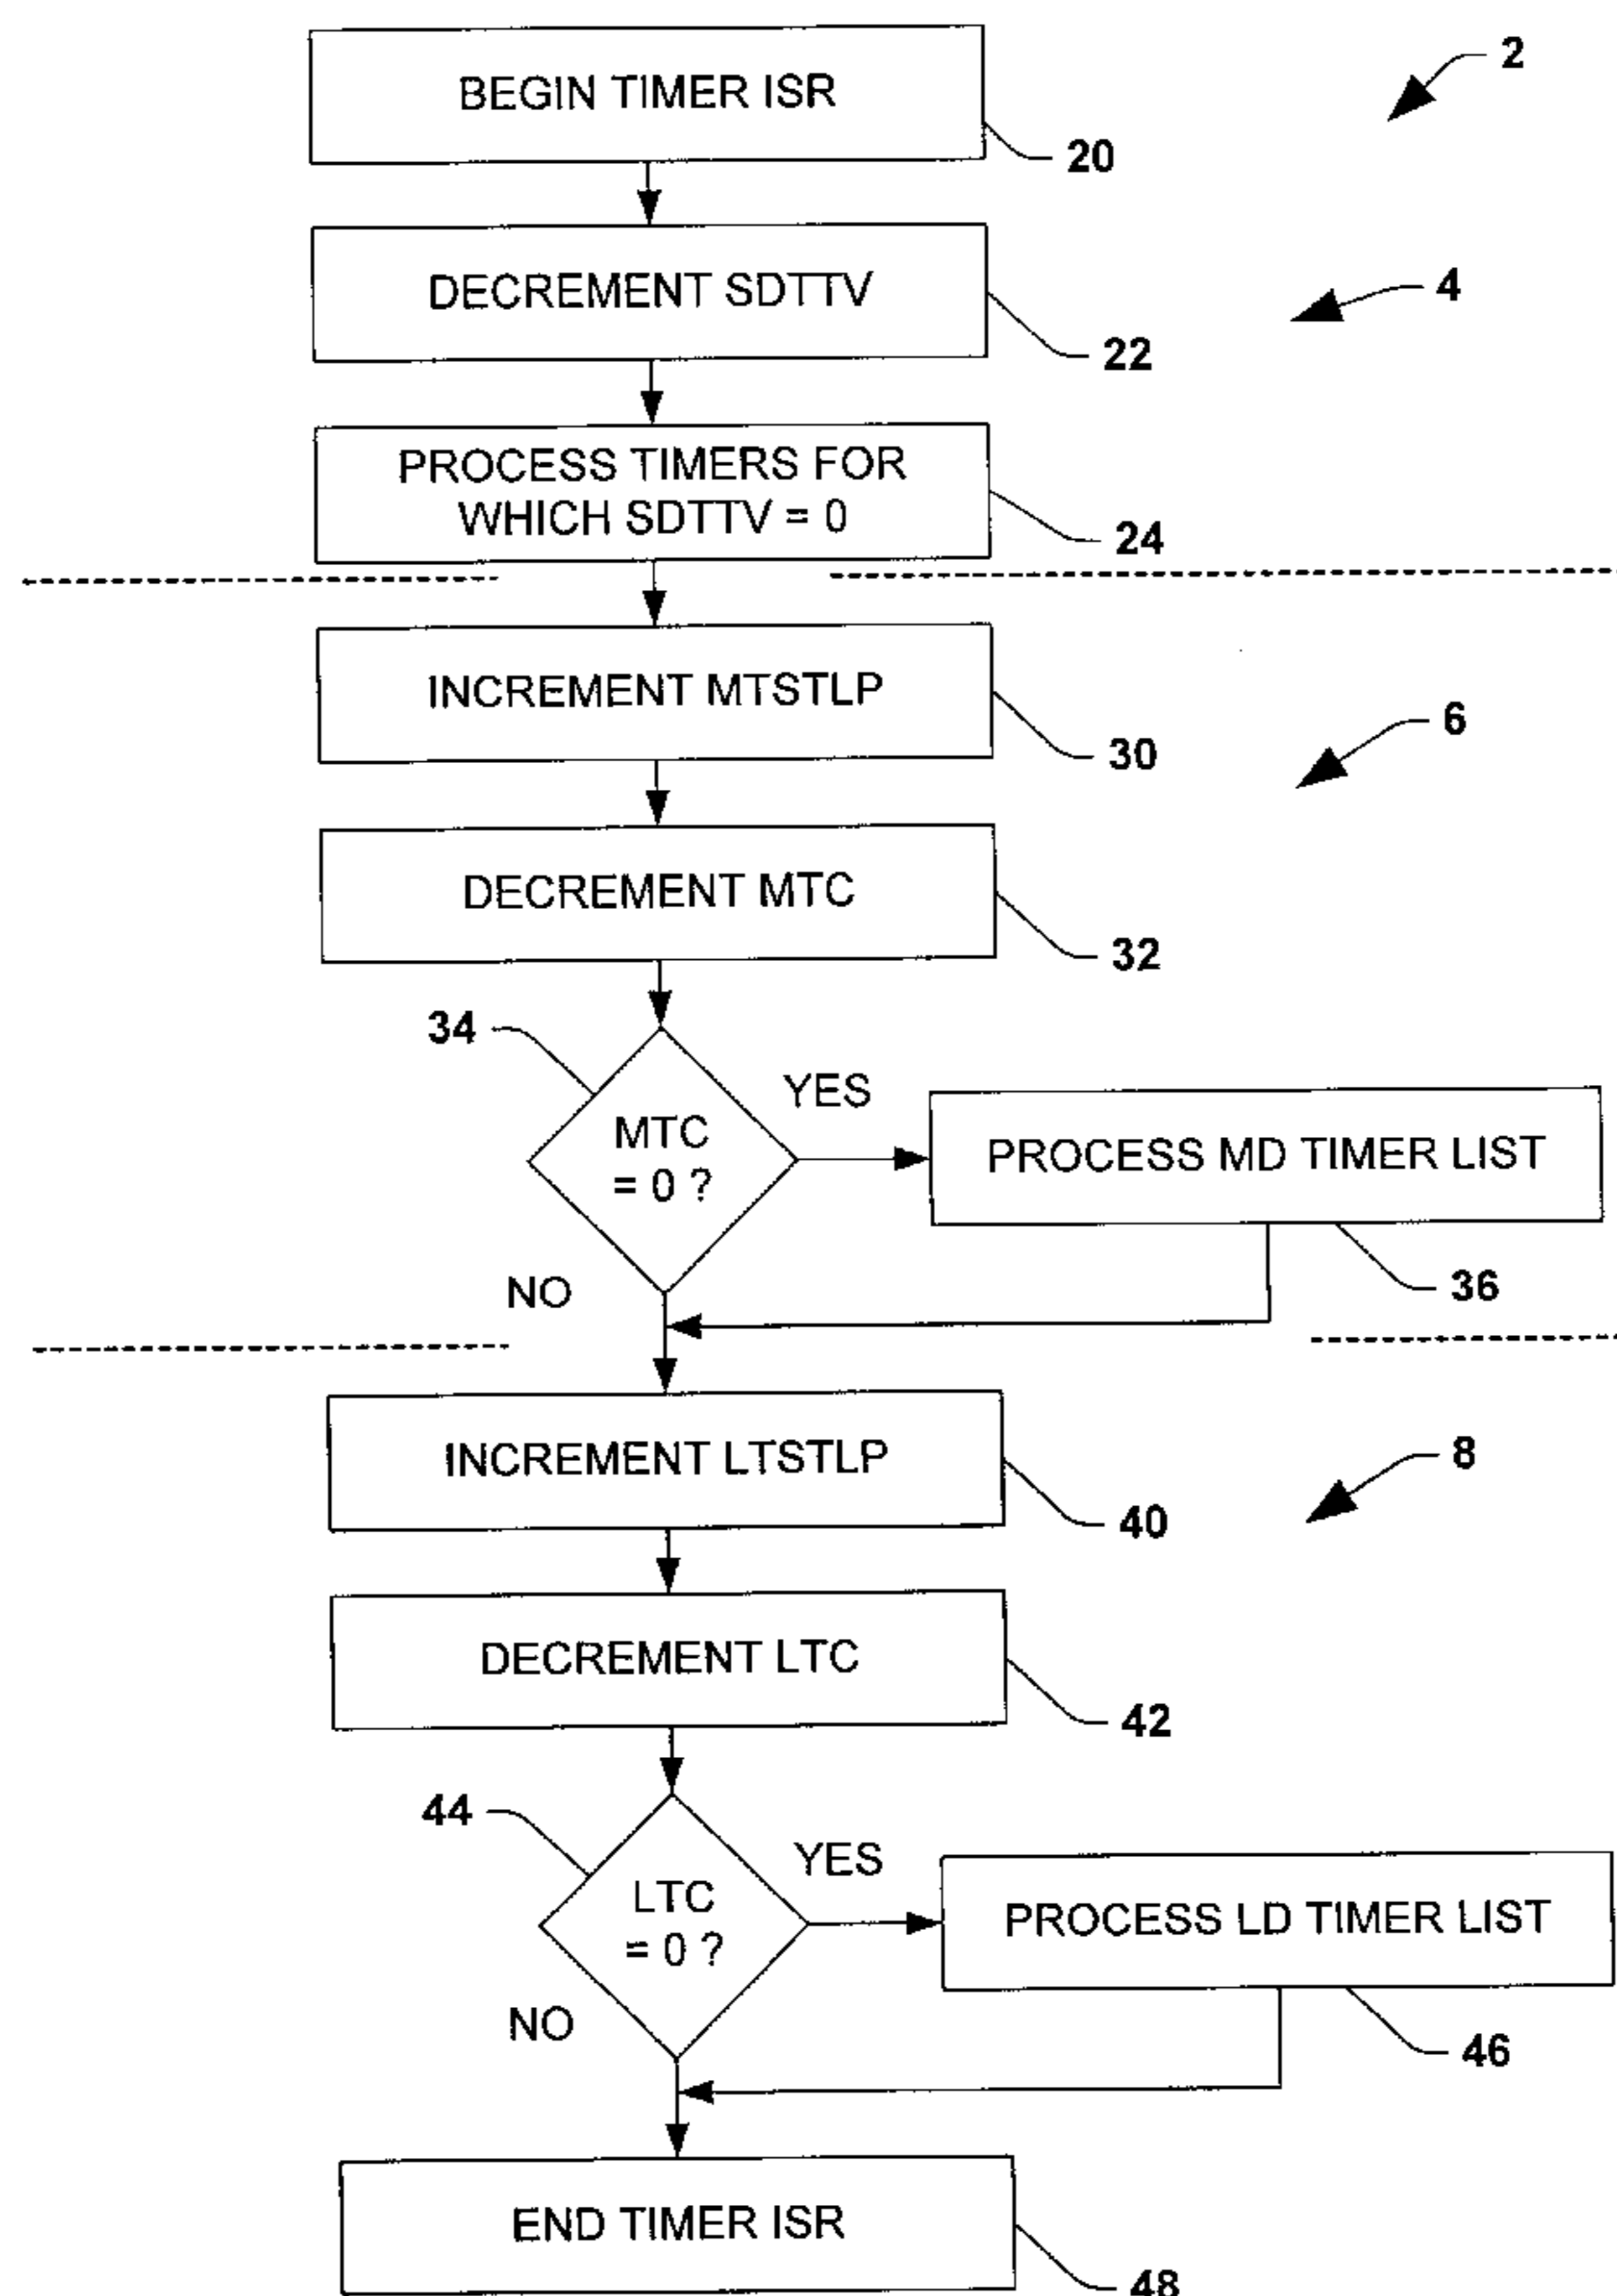 BEGIN TIMER ISR
2
20
DECREMENT SDTTV
4
22
PROCESS TIMERS FOR
WHICH SDTTV = 0
24
INCREMENT MTSTLP
6
30
DECREMENT MTC
32
34
MTC
= 0 ?
YES
PROCESS MD TIMER LIST
36
NO
INCREMENT LTSTLP
8
40
DECREMENT LTC
42
44
LTC
= 0 ?
YES
PROCESS LD TIMER LIST
46
NO
END TIMER ISR
48